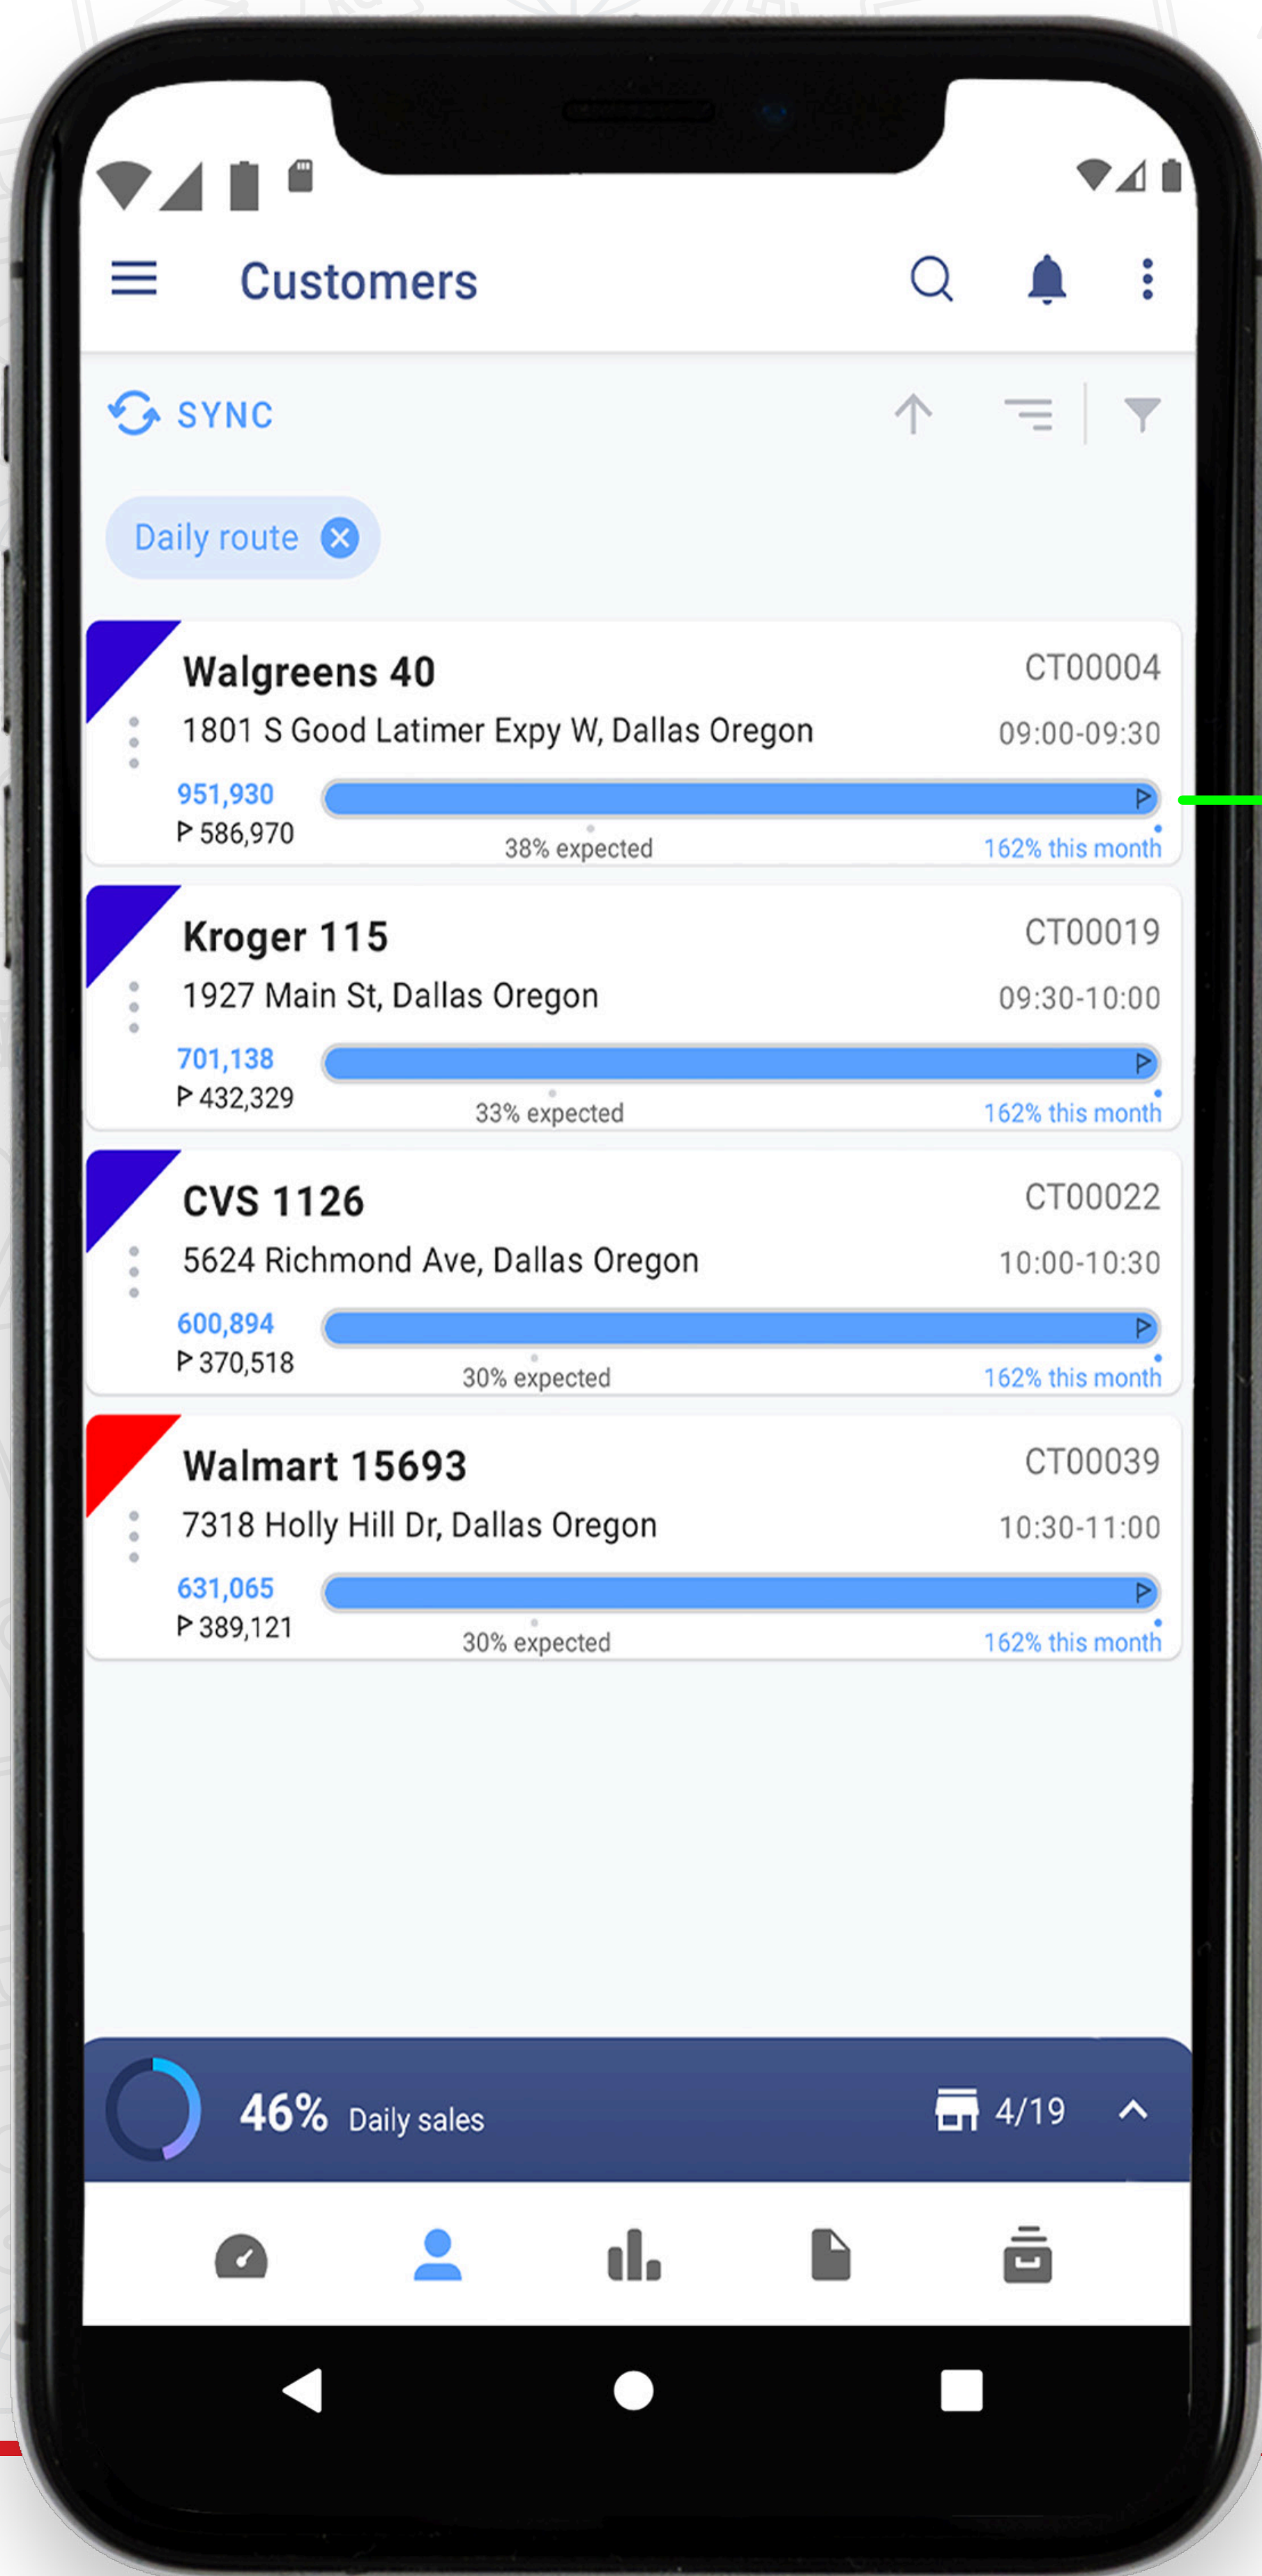 Customers
SYNC
Daily route
Walgreens 40 CT00004
1801 S Good Latimer Expy W, Dallas Oregon 09:00-09:30
951,930
586,970
38% expected 162% this month
Kroger 115 CT00019
1927 Main St, Dallas Oregon 09:30-10:00
701,138
432,329
33% expected 162% this month
CVS 1126 CT00022
5624 Richmond Ave, Dallas Oregon 10:00-10:30
600,894
370,518
30% expected 162% this month
Walmart 15693 CT00039
7318 Holly Hill Dr, Dallas Oregon 10:30-11:00
631,065
389,121
30% expected 162% this month
46% Daily sales 4/19